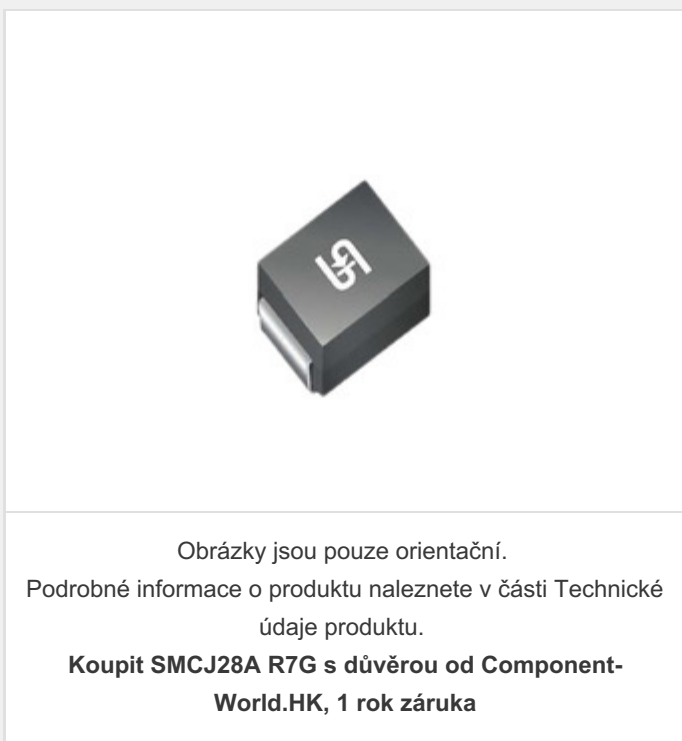 Obrázky jsou pouze orientační.
Podrobné informace o produktu naleznete v části Technické
údaje produktu.
Koupit SMCJ28A R7G s důvěrou od Component-
World.HK, 1 rok záruka